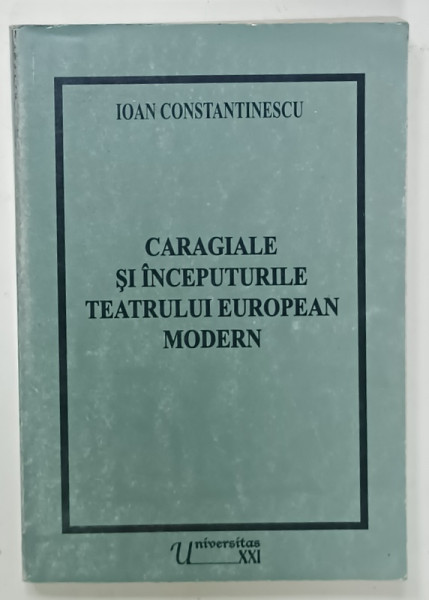 IOAN CONSTANTINESCU
CARAGIALE
ŞI ÎNCEPUTURILE
TEATRULUI EUROPEAN
MODERN
Universitas
XXI